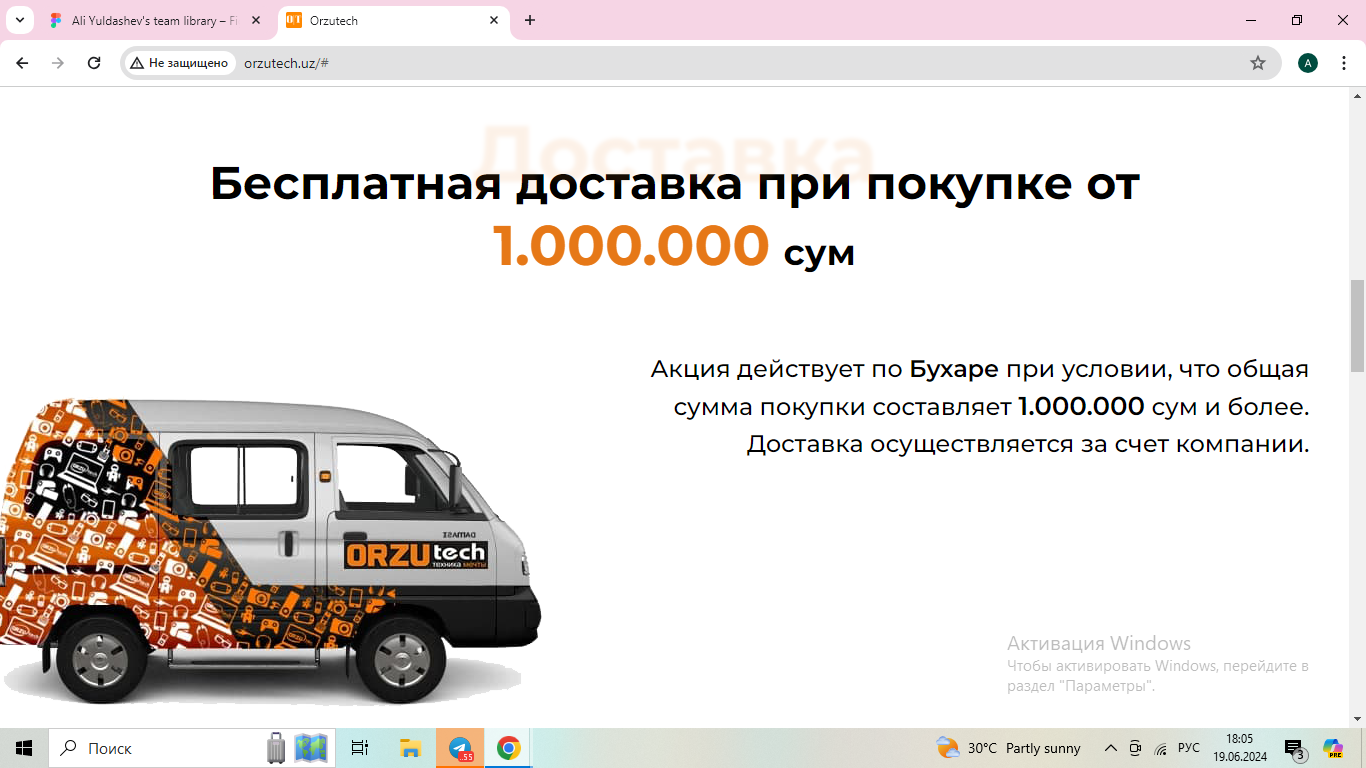 Ali Yuldashev's team library – Fi
Orzutech
Не защищено
orzutech.uz/#
A
Доставка
Бесплатная доставка при покупке от
1.000.000 сум
Акция действует по Бухаре при условии, что общая
сумма покупки составляет 1.000.000 сум и более.
Доставка осуществляется за счет компании.
ORZUtech
техника мечты
Активация Windows
Чтобы активировать Windows, перейдите в
раздел "Параметры".
Поиск
..55
30°C Partly sunny
РУС
18:05
19.06.2024
3
PRE